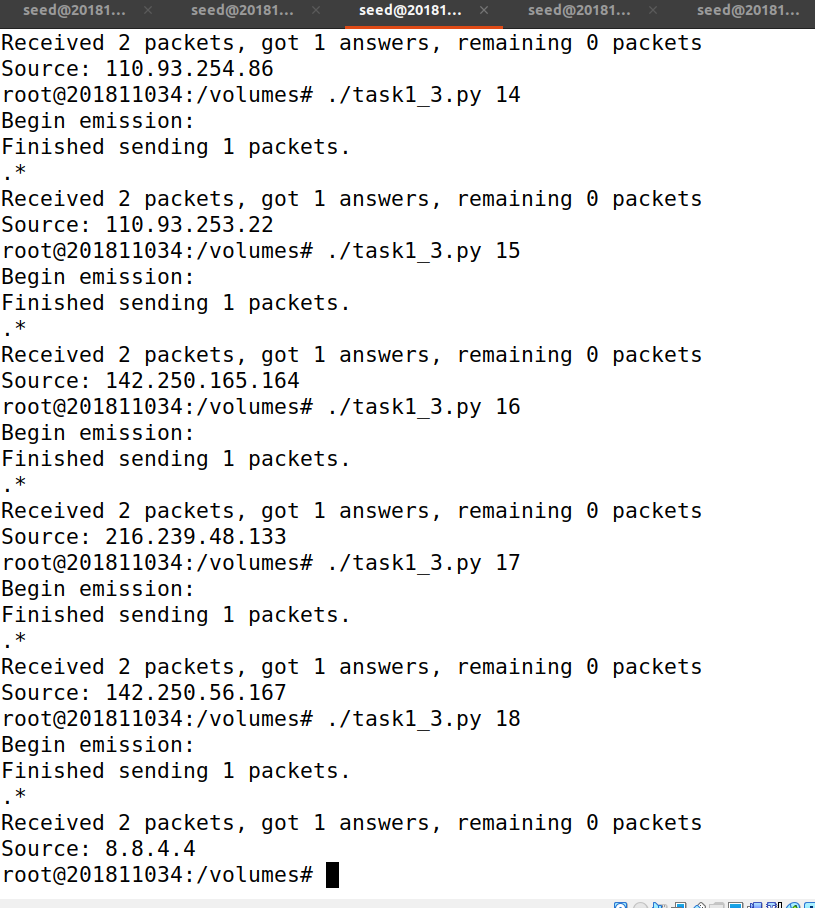 seed@20181... × seed@20181... × seed@20181... × seed@20181... × seed@20181...
Received 2 packets, got 1 answers, remaining 0 packets
Source: 110.93.254.86
root@201811034:/volumes# ./task1_3.py 14
Begin emission:
Finished sending 1 packets.
.*
Received 2 packets, got 1 answers, remaining 0 packets
Source: 110.93.253.22
root@201811034:/volumes# ./task1_3.py 15
Begin emission:
Finished sending 1 packets.
.*
Received 2 packets, got 1 answers, remaining 0 packets
Source: 142.250.165.164
root@201811034:/volumes# ./task1_3.py 16
Begin emission:
Finished sending 1 packets.
.*
Received 2 packets, got 1 answers, remaining 0 packets
Source: 216.239.48.133
root@201811034:/volumes# ./task1_3.py 17
Begin emission:
Finished sending 1 packets.
.*
Received 2 packets, got 1 answers, remaining 0 packets
Source: 142.250.56.167
root@201811034:/volumes# ./task1_3.py 18
Begin emission:
Finished sending 1 packets.
.*
Received 2 packets, got 1 answers, remaining 0 packets
Source: 8.8.4.4
root@201811034:/volumes#